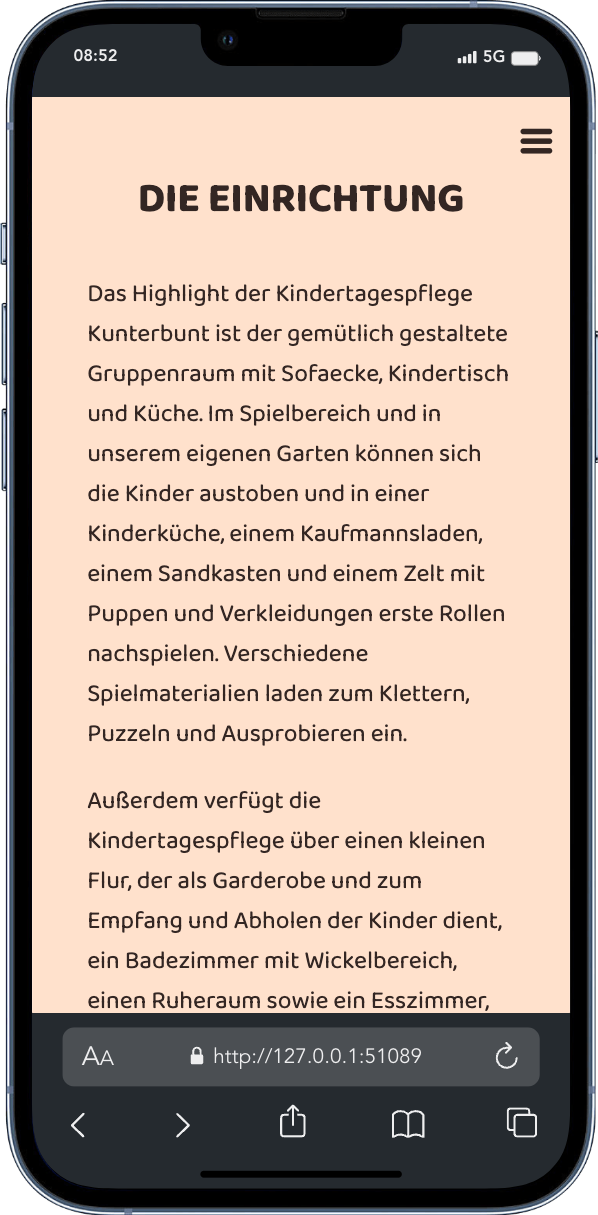 08:52
5G
DIE EINRICHTUNG
Das Highlight der Kindertagespflege
Kunterbunt ist der gemütlich gestaltete
Gruppenraum mit Sofaecke, Kindertisch
und Küche. Im Spielbereich und in
unserem eigenen Garten können sich
die Kinder austoben und in einer
Kinderküche, einem Kaufmannsladen,
einem Sandkasten und einem Zelt mit
Puppen und Verkleidungen erste Rollen
nachspielen. Verschiedene
Spielmaterialien laden zum Klettern,
Puzzeln und Ausprobieren ein.
Außerdem verfügt die
Kindertagespflege über einen kleinen
Flur, der als Garderobe und zum
Empfang und Abholen der Kinder dient,
ein Badezimmer mit Wickelbereich,
einen Ruheraum sowie ein Esszimmer,
AA
http://127.0.0.1:51089